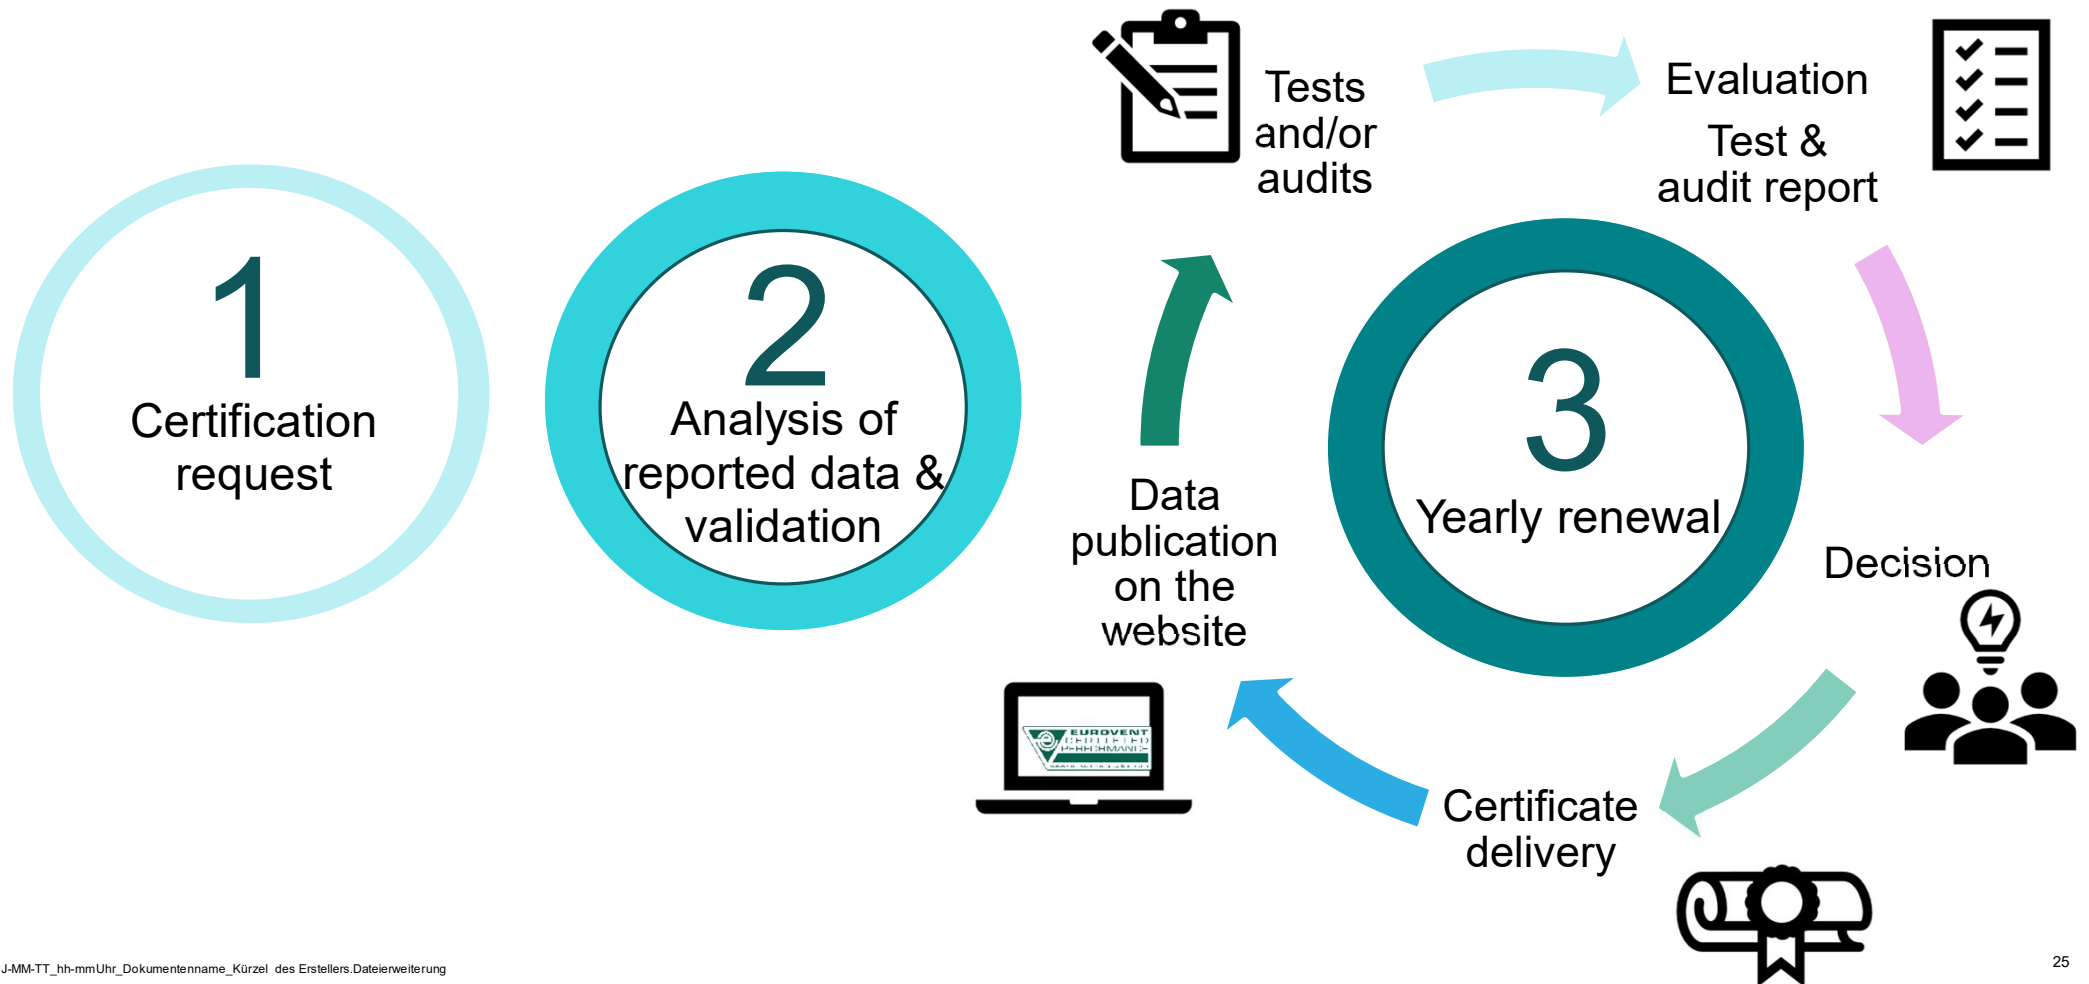 1
Certification
request
2
Analysis of
reported data &
validation
3
Yearly renewal
Tests
and/or
audits
Evaluation
Test &
audit report
Decision
Certificate
delivery
Data
publication
on the
website
EUROVENT
CERTIFIED
PERFORMANCE
J-MM-TT_hh-mmUhr_Dokumentenname_Kürzel des Erstellers.Dateierweiterung
25